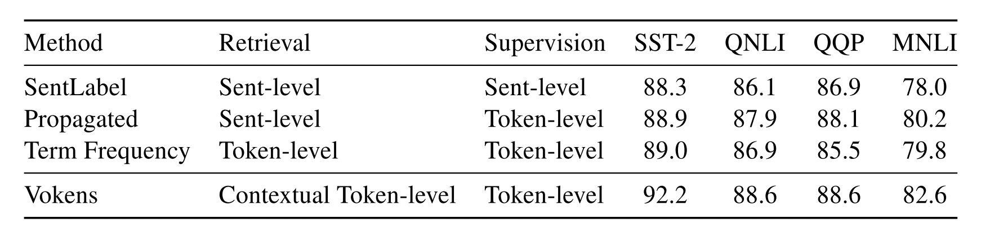 Method Retrieval Supervision SST-2 QNLI QQP MNLI
SentLabel Sent-level Sent-level 88.3 86.1 86.9 78.0
Propagated Sent-level Token-level 88.9 87.9 88.1 80.2
Term Frequency Token-level Token-level 89.0 86.9 85.5 79.8
Vokens Contextual Token-level Token-level 92.2 88.6 88.6 82.6